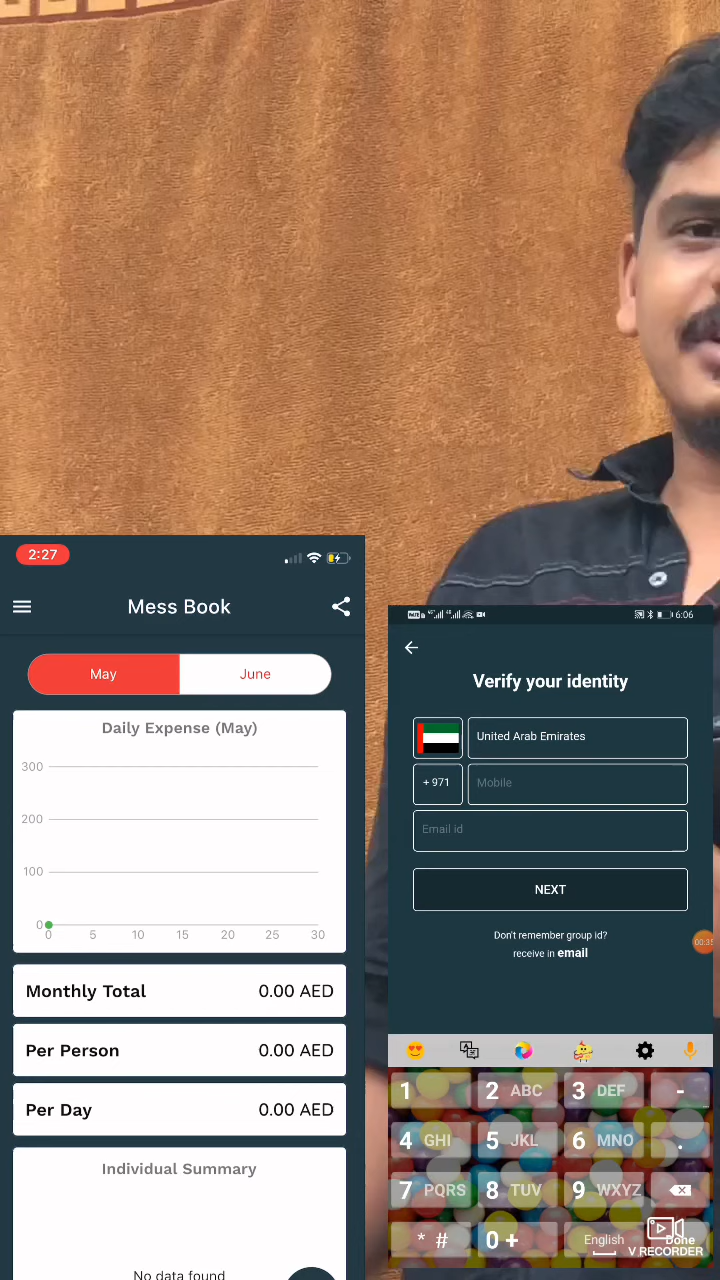 2:27
Mess Book
May
June
Daily Expense (May)
300
200
100
0
0 5 10 15 20 25 30
Monthly Total 0.00 AED
Per Person 0.00 AED
Per Day 0.00 AED
Individual Summary
No data found
6:06
Verify your identity
United Arab Emirates
+ 971 Mobile
Email id
NEXT
Don't remember group id?
receive in email
00:35
1 2 ABC 3 DEF -
4 GHI 5 JKL 6 MNO .
7 PQRS 8 TUV 9 WXYZ
* # 0 + English Done
V RECORDER